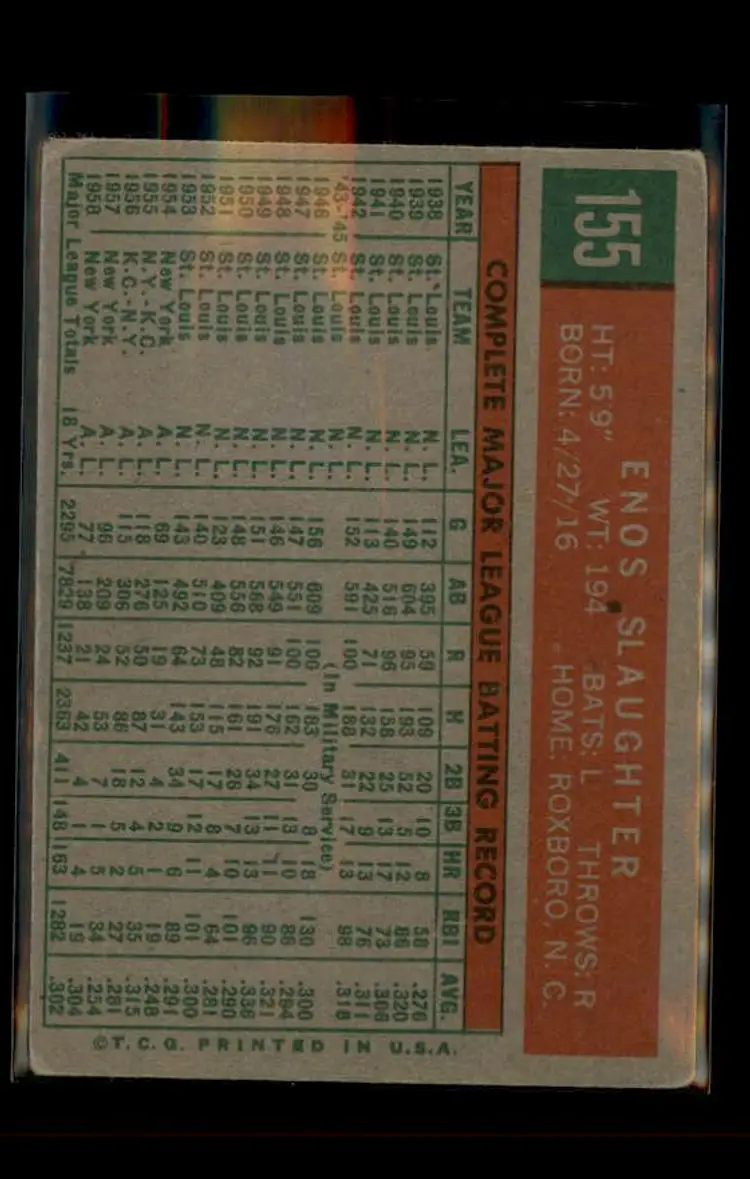 155
ENOS SLAUGHTER
HT: 5'9" WT: 194 BATS: L THROWS: R
BORN: 4/27/16 HOME: ROXBORO, N. C.
COMPLETE MAJOR LEAGUE BATTING RECORD
YEAR TEAM LEA. G AB R H 2B 3B HR RBI AVG.
1938 St. Louis N. L. 112 395 59 109 20 10 8 58 .276
1939 St. Louis N. L. 149 604 95 193 52 5 12 86 .320
1940 St. Louis N. L. 140 516 96 158 25 13 17 73 .306
1941 St. Louis N. L. 113 425 71 132 22 9 13 76 .311
1942 St. Louis N. L. 152 591 100 188 31 17 13 98 .318
'43-'45 St. Louis N. L. (In Military Service)
1946 St. Louis N. L. 156 609 100 183 30 8 18 130 .300
1947 St. Louis N. L. 147 551 100 162 31 13 10 86 .294
1948 St. Louis N. L. 146 549 91 176 27 11 11 90 .321
1949 St. Louis N. L. 151 568 92 191 34 13 13 96 .336
1950 St. Louis N. L. 148 556 82 161 26 7 10 101 .290
1951 St. Louis N. L. 123 409 48 115 17 8 4 64 .281
1952 St. Louis N. L. 140 510 73 153 17 12 11 101 .300
1953 St. Louis N. L. 143 492 64 143 34 9 6 89 .291
1954 New York A. L. 69 125 19 31 4 2 1 19 .248
1955 N.Y.-K.C. A. L. 118 276 50 87 12 4 5 35 .315
1956 K.C.-N.Y. A. L. 115 306 52 86 18 5 2 27 .281
1957 New York A. L. 96 209 24 53 7 1 5 34 .254
1958 New York A. L. 77 138 21 42 4 1 4 19 .304
Major League Totals 18 Yrs. 2295 7829 1237 2363 411 148 163 1282 .302
©T. C. G. PRINTED IN U.S.A.